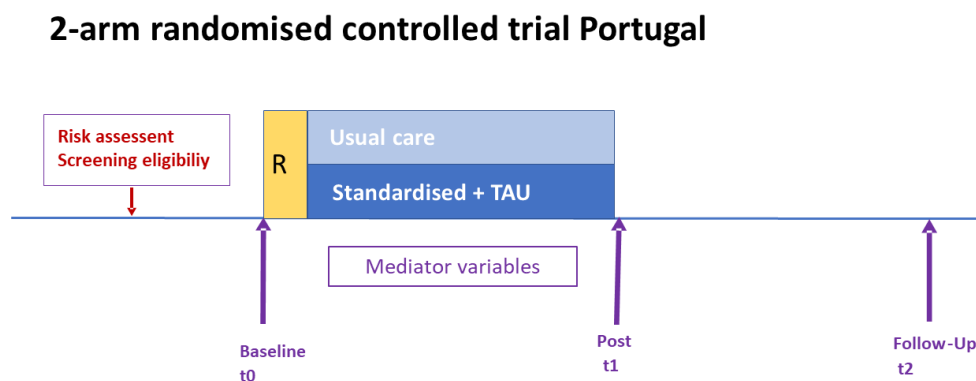 2-arm randomised controlled trial Portugal
Risk assessent
Screening eligibiliy
R
Usual care
Standardised + TAU
Mediator variables
Baseline
t0
Post
t1
Follow-Up
t2